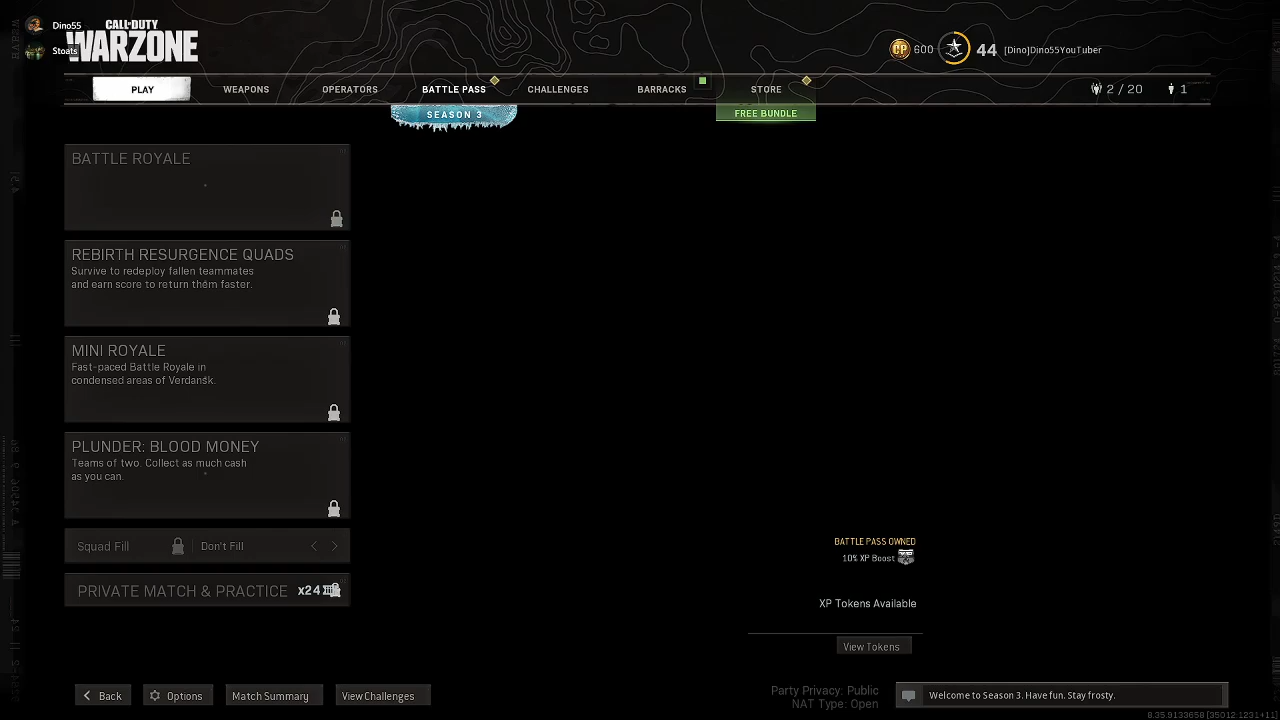 Dino55
Stoats
CALL OF DUTY
WARZONE
CP 600
44
[Dino]Dino55YouTuber
PLAY
WEAPONS
OPERATORS
BATTLE PASS
CHALLENGES
BARRACKS
STORE
2 / 20
1
SEASON 3
FREE BUNDLE
BATTLE ROYALE
REBIRTH RESURGENCE QUADS
Survive to redeploy fallen teammates
and earn score to return them faster.
MINI ROYALE
Fast-paced Battle Royale in
condensed areas of Verdansk.
PLUNDER: BLOOD MONEY
Teams of two. Collect as much cash
as you can.
Squad Fill
Don't Fill
PRIVATE MATCH & PRACTICE
x241
BATTLE PASS OWNED
10% XP Boost
XP Tokens Available
View Tokens
Back
Options
Match Summary
View Challenges
Party Privacy: Public
NAT Type: Open
Welcome to Season 3. Have fun. Stay frosty.